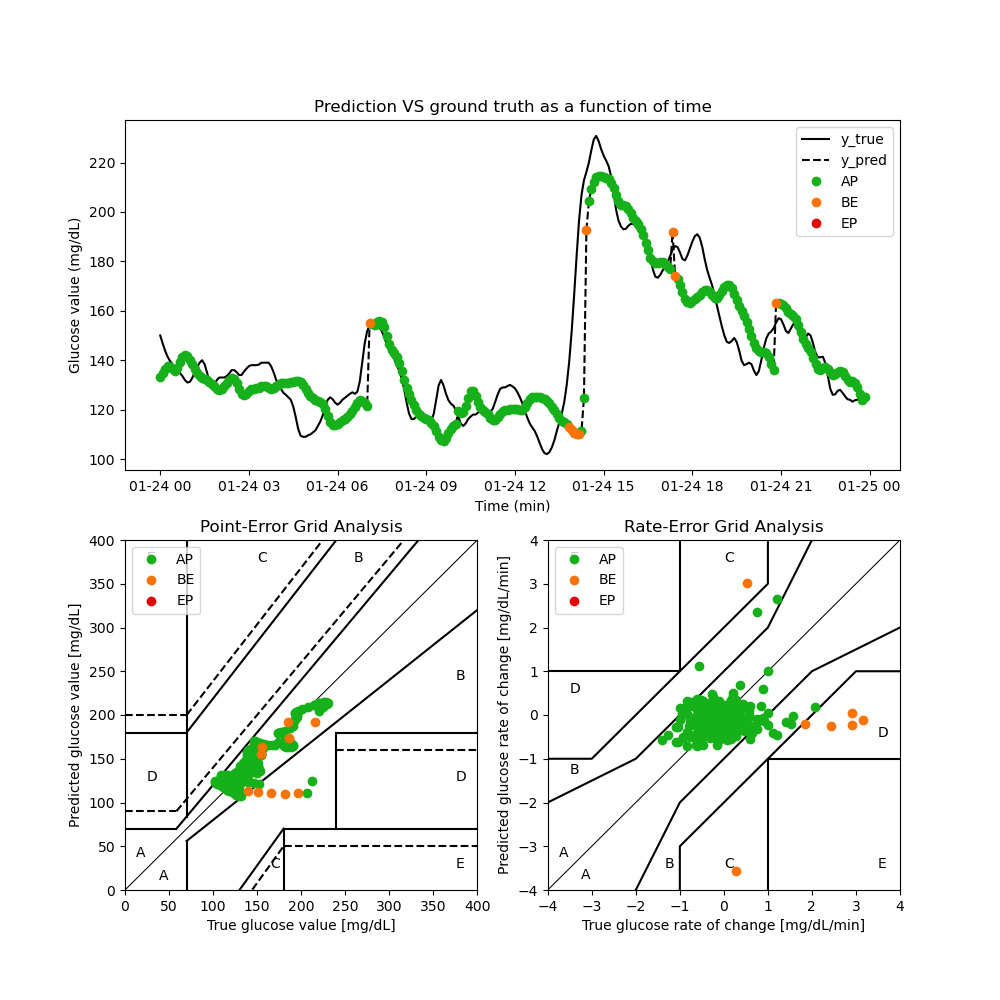 Prediction VS ground truth as a function of time
Glucose value (mg/dL)
220
200
180
160
140
120
100
y_true
y_pred
AP
BE
EP
01-24 00 01-24 03 01-24 06 01-24 09 01-24 12 01-24 15 01-24 18 01-24 21 01-25 00
Time (min)
Point-Error Grid Analysis
Predicted glucose value [mg/dL]
400
350
300
250
200
150
100
50
0
AP
BE
EP
C
B
B
D
D
A
A
C
E
0 50 100 150 200 250 300 350 400
True glucose value [mg/dL]
Rate-Error Grid Analysis
Predicted glucose rate of change [mg/dL/min]
4
3
2
1
0
−1
−2
−3
−4
AP
BE
EP
C
D
D
B
A
A
B
C
E
−4 −3 −2 −1 0 1 2 3 4
True glucose rate of change [mg/dL/min]